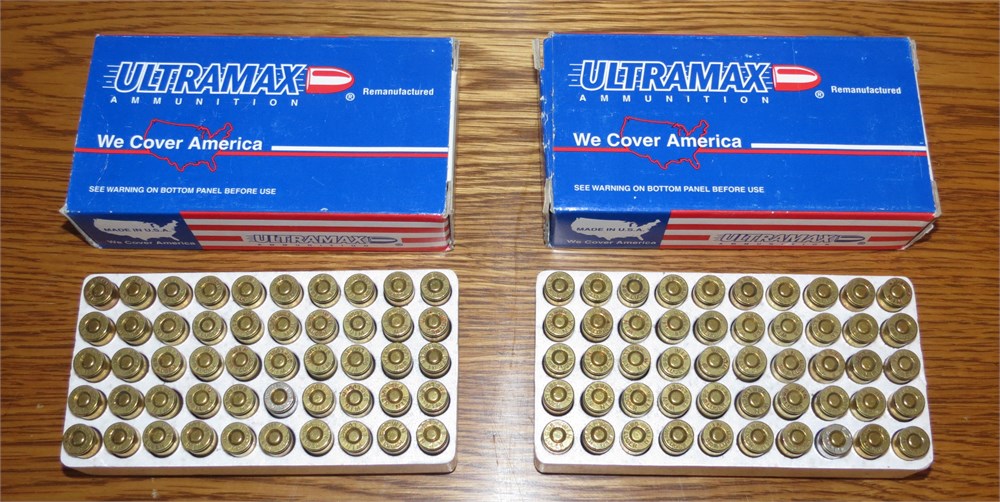 ULTRAMAX ®
AMMUNITION
Remanufactured
We Cover America
SEE WARNING ON BOTTOM PANEL BEFORE USE
MADE IN U.S.A.
We Cover America
ULTRAMAX
AMMUNITION
ULTRAMAX ®
AMMUNITION
Remanufactured
We Cover America
SEE WARNING ON BOTTOM PANEL BEFORE USE
MADE IN U.S.A.
We Cover America
ULTRAMAX
AMMUNITION